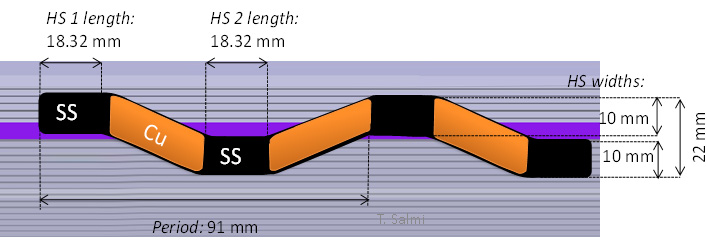 HS 1 length:
18.32 mm
HS 2 length:
18.32 mm
HS widths:
SS
Cu
SS
10 mm
10 mm
22 mm
Period: 91 mm
T. Salmi